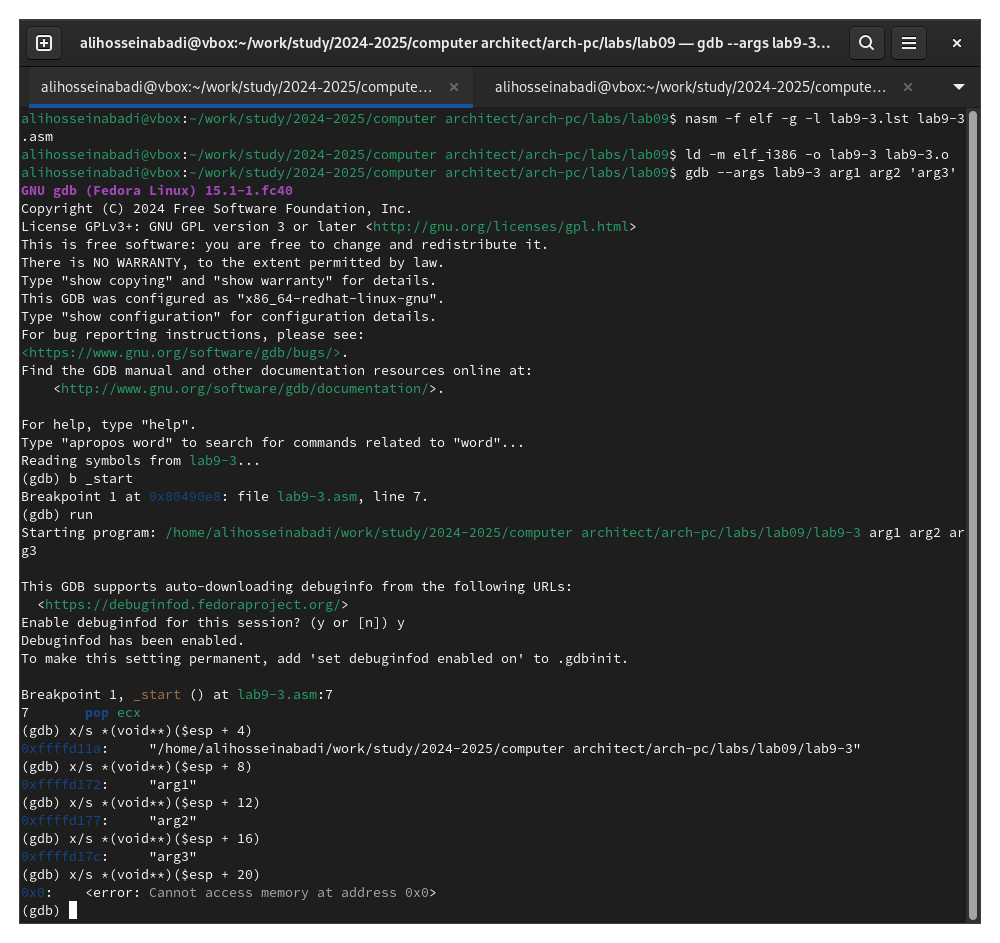 alihosseinabadi@vbox:~/work/study/2024-2025/computer architect/arch-pc/labs/lab09 — gdb --args lab9-3...
alihosseinabadi@vbox:~/work/study/2024-2025/compute...
alihosseinabadi@vbox:~/work/study/2024-2025/compute...
alihosseinabadi@vbox:~/work/study/2024-2025/computer architect/arch-pc/labs/lab09$ nasm -f elf -g -l lab9-3.lst lab9-3
.asm
alihosseinabadi@vbox:~/work/study/2024-2025/computer architect/arch-pc/labs/lab09$ ld -m elf_i386 -o lab9-3 lab9-3.o
alihosseinabadi@vbox:~/work/study/2024-2025/computer architect/arch-pc/labs/lab09$ gdb --args lab9-3 arg1 arg2 'arg3'
GNU gdb (Fedora Linux) 15.1-1.fc40
Copyright (C) 2024 Free Software Foundation, Inc.
License GPLv3+: GNU GPL version 3 or later <http://gnu.org/licenses/gpl.html>
This is free software: you are free to change and redistribute it.
There is NO WARRANTY, to the extent permitted by law.
Type "show copying" and "show warranty" for details.
This GDB was configured as "x86_64-redhat-linux-gnu".
Type "show configuration" for configuration details.
For bug reporting instructions, please see:
<https://www.gnu.org/software/gdb/bugs/>.
Find the GDB manual and other documentation resources online at:
    <http://www.gnu.org/software/gdb/documentation/>.

For help, type "help".
Type "apropos word" to search for commands related to "word"...
Reading symbols from lab9-3...
(gdb) b _start
Breakpoint 1 at 0x80490e8: file lab9-3.asm, line 7.
(gdb) run
Starting program: /home/alihosseinabadi/work/study/2024-2025/computer architect/arch-pc/labs/lab09/lab9-3 arg1 arg2 ar
g3

This GDB supports auto-downloading debuginfo from the following URLs:
  <https://debuginfod.fedoraproject.org/>
Enable debuginfod for this session? (y or [n]) y
Debuginfod has been enabled.
To make this setting permanent, add 'set debuginfod enabled on' to .gdbinit.

Breakpoint 1, _start () at lab9-3.asm:7
7       pop ecx
(gdb) x/s *(void**)($esp + 4)
0xffffd11a:     "/home/alihosseinabadi/work/study/2024-2025/computer architect/arch-pc/labs/lab09/lab9-3"
(gdb) x/s *(void**)($esp + 8)
0xffffd172:     "arg1"
(gdb) x/s *(void**)($esp + 12)
0xffffd177:     "arg2"
(gdb) x/s *(void**)($esp + 16)
0xffffd17c:     "arg3"
(gdb) x/s *(void**)($esp + 20)
0x0:    <error: Cannot access memory at address 0x0>
(gdb)